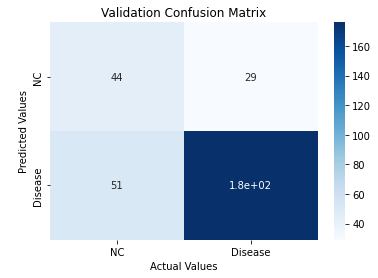 Validation Confusion Matrix
Predicted Values
NC
44
29
Disease
51
1.8e+02
NC
Disease
Actual Values
160
140
120
100
80
60
40